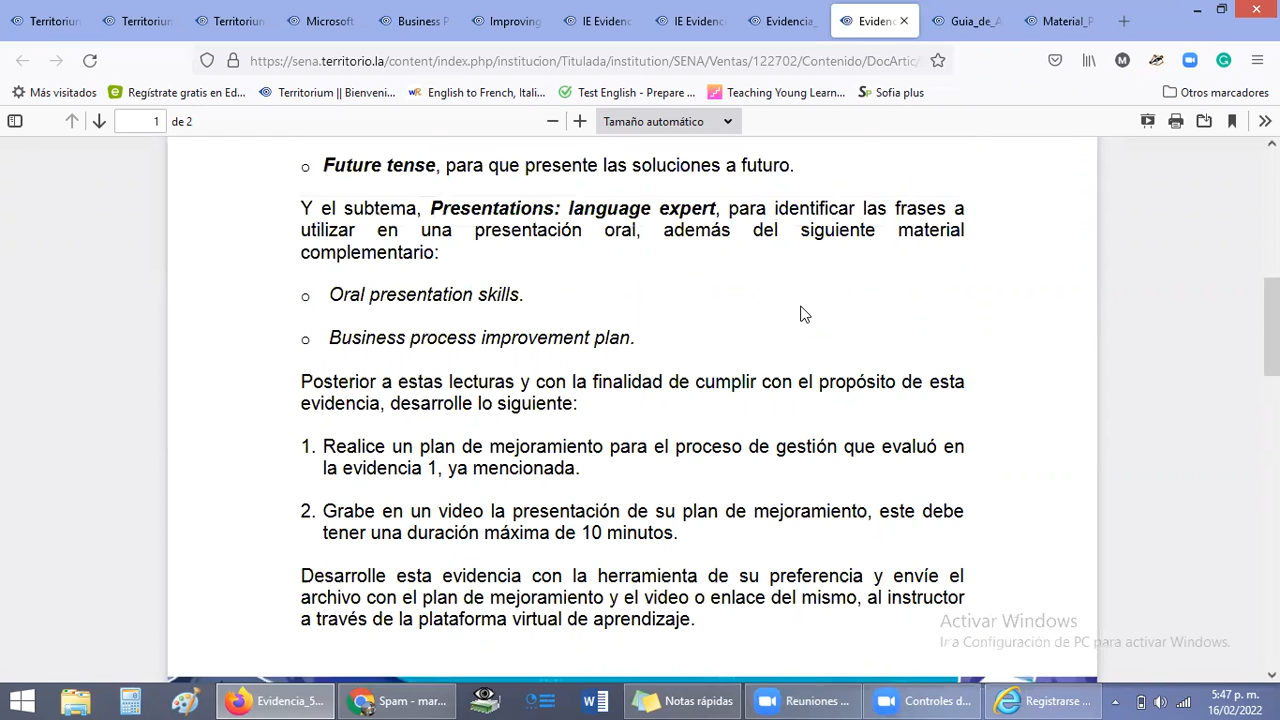 Territoriun
Territoriun
Territoriun
Microsoft
Business P
Improving
IE Evidenc
IE Evidenc
Evidencia_
Evidenc
Guia_de_A
Material_P
https://sena.territorio.la/content/index.php/institucion/Titulada/institution/SENA/Ventas/122702/Contenido/DocArtic/
Más visitados
Regístrate gratis en Ed...
Territorium || Bienveni...
English to French, Itali...
Test English - Prepare ...
Teaching Young Learn...
Sofia plus
Otros marcadores
1 de 2
Tamaño automático
o Future tense, para que presente las soluciones a futuro.
Y el subtema, Presentations: language expert, para identificar las frases a
utilizar en una presentación oral, además del siguiente material
complementario:
o Oral presentation skills.
o Business process improvement plan.
Posterior a estas lecturas y con la finalidad de cumplir con el propósito de esta
evidencia, desarrolle lo siguiente:
1. Realice un plan de mejoramiento para el proceso de gestión que evaluó en
la evidencia 1, ya mencionada.
2. Grabe en un video la presentación de su plan de mejoramiento, este debe
tener una duración máxima de 10 minutos.
Desarrolle esta evidencia con la herramienta de su preferencia y envíe el
archivo con el plan de mejoramiento y el video o enlace del mismo, al instructor
a través de la plataforma virtual de aprendizaje.
Activar Windows
Ir a Configuración de PC para activar Windows.
Evidencia_5...
Spam - mar...
Notas rápidas
Reuniones ...
Controles d...
Registrarse ...
5:47 p. m.
16/02/2022